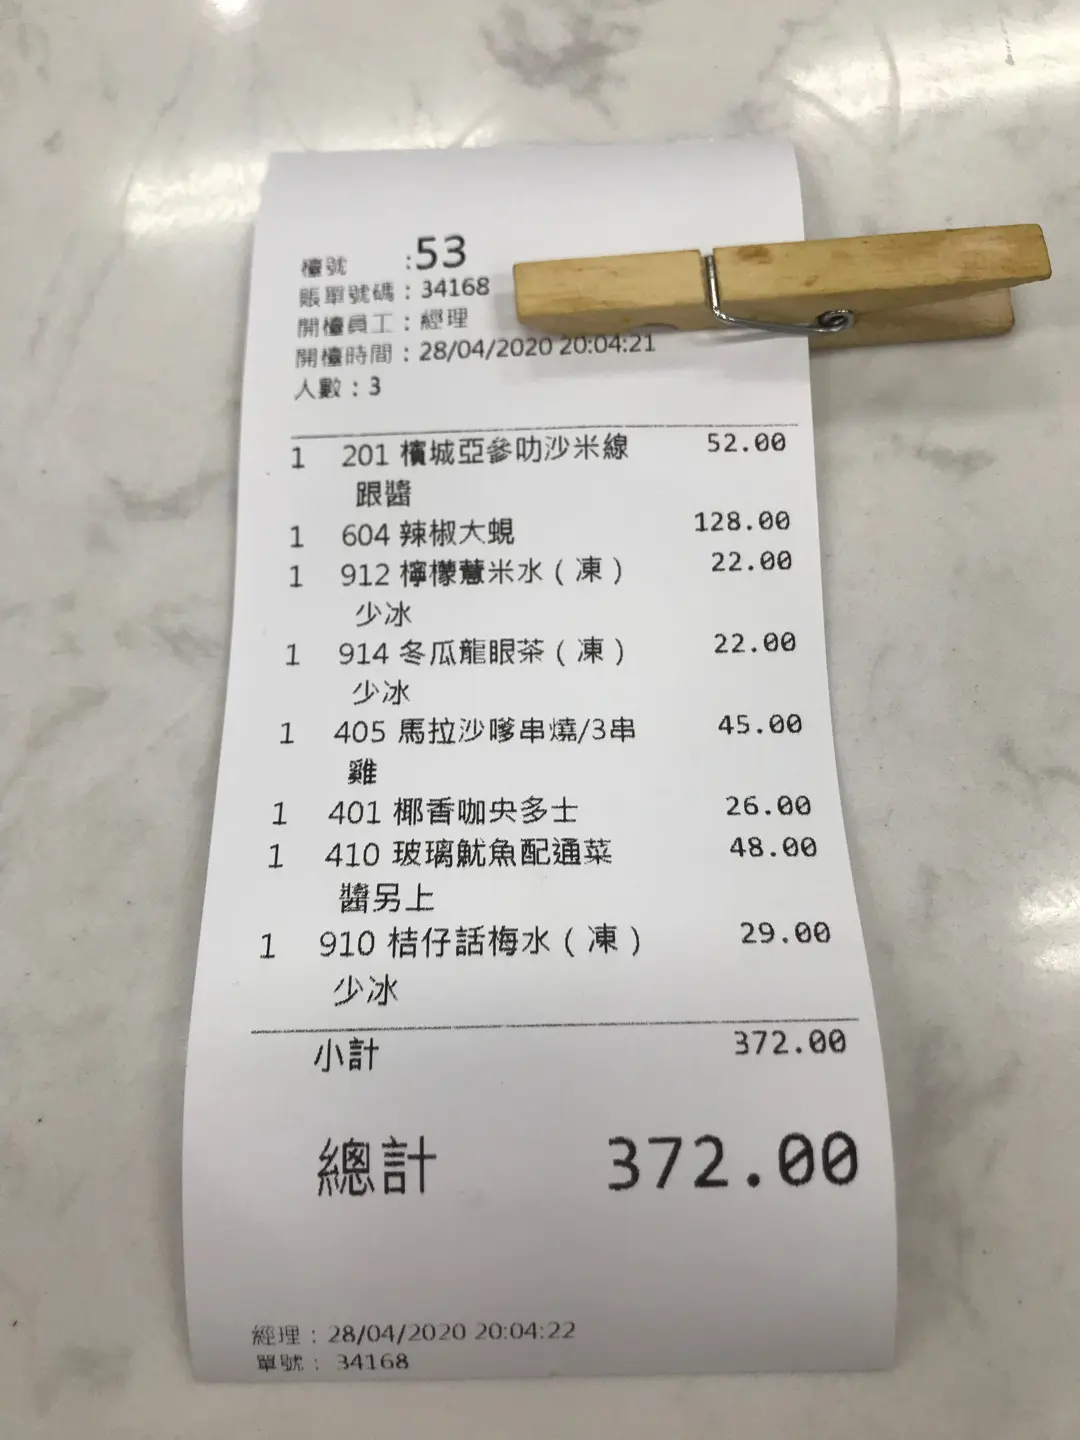 檯號 :53
賬單號碼：34168
開檯員工：經理
開檯時間：28/04/2020 20:04:21
人數：3
1 201 檳城亞參叻沙米線 52.00
跟醬
1 604 辣椒大蜆 128.00
1 912 檸檬薏米水（凍） 22.00
少冰
1 914 冬瓜龍眼茶（凍） 22.00
少冰
1 405 馬拉沙嗲串燒/3串 45.00
雞
1 401 椰香咖央多士 26.00
1 410 玻璃魷魚配通菜 48.00
醬另上
1 910 桔仔話梅水（凍） 29.00
少冰
小計 372.00
總計 372.00
經理：28/04/2020 20:04:22
單號：34168